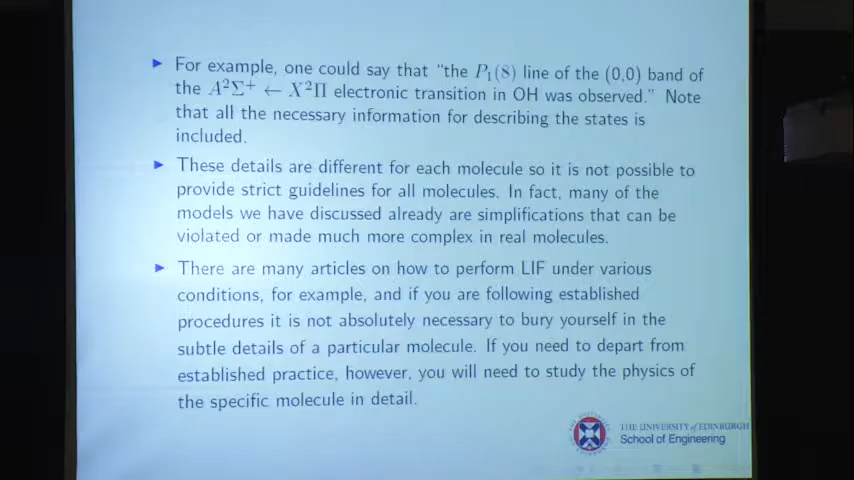 ▶ For example, one could say that "the P₁(8) line of the (0,0) band of
the A²Σ⁺ ← X²Π electronic transition in OH was observed." Note
that all the necessary information for describing the states is
included.
▶ These details are different for each molecule so it is not possible to
provide strict guidelines for all molecules. In fact, many of the
models we have discussed already are simplifications that can be
violated or made much more complex in real molecules.
▶ There are many articles on how to perform LIF under various
conditions, for example, and if you are following established
procedures it is not absolutely necessary to bury yourself in the
subtle details of a particular molecule. If you need to depart from
established practice, however, you will need to study the physics of
the specific molecule in detail.
THE UNIVERSITY of EDINBURGH
School of Engineering